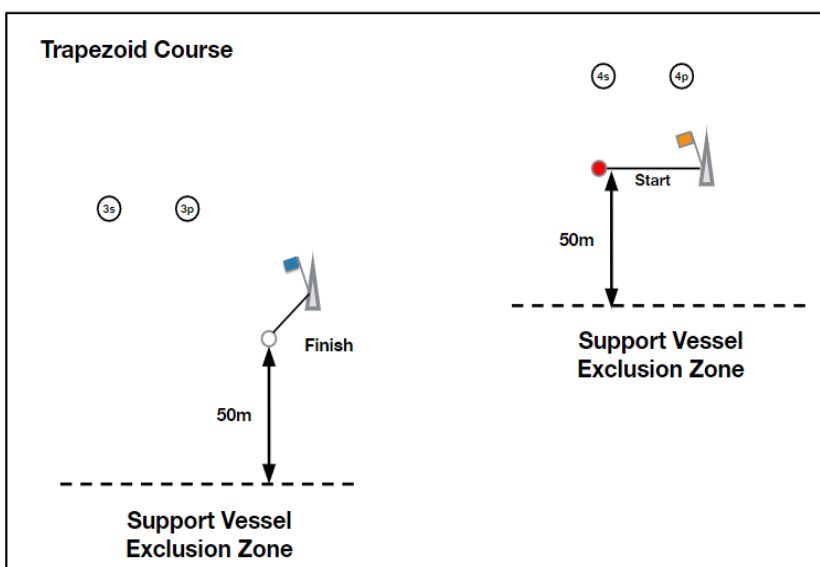 Trapezoid Course
4s
4p
Start
50m
3s
3p
Support Vessel
Exclusion Zone
Finish
50m
Support Vessel
Exclusion Zone